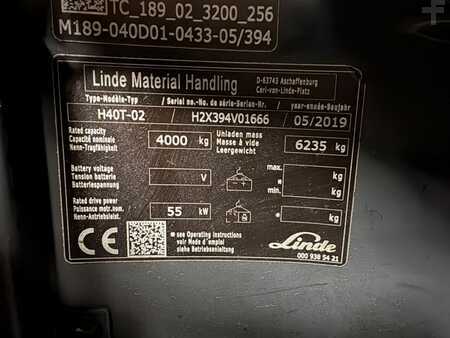 TC_189_02_3200_256
M189-040D01-0433-05/394
Linde Material Handling
D-63743 Aschaffenburg
Carl-von-Linde-Platz
Type-Modèle-Typ / Serial no.-No. de série-Serien-Nr. / year-année-Baujahr
H40T-02 / H2X394V01666 / 05/2019
Rated capacity
Capacité nominale
Nenn-Tragfähigkeit
4000 kg
Unladen mass
Masse à vide
Leergewicht
6235 kg
Battery voltage
Tension batterie
Batteriespannung
V
max. kg
* min. kg
Rated drive power
Puissance motr.nom.
Nenn-Antriebsleist.
55 kW
* kg
CE
* see Operating Instructions
voir Mode d'emploi
siehe Betriebsanleitung
Linde
000 938 54 21
F